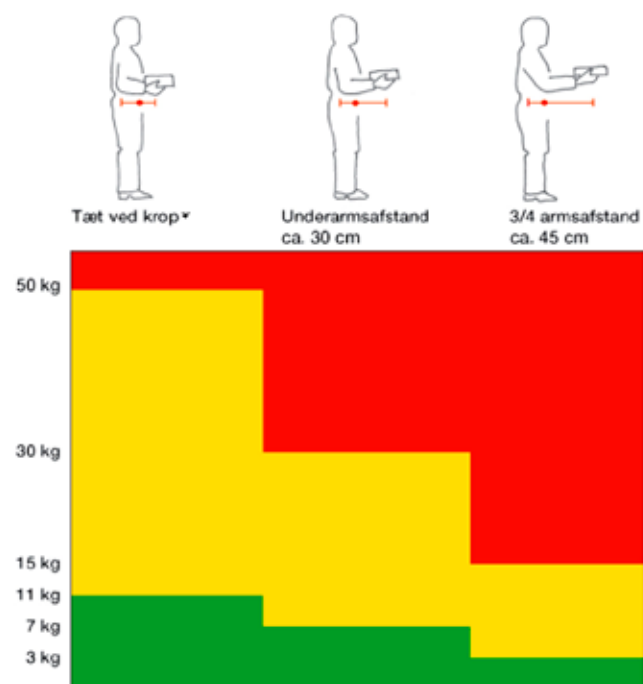 Tæt ved krop*
Underarmsafstand
ca. 30 cm
3/4 armsafstand
ca. 45 cm
50 kg
30 kg
15 kg
11 kg
7 kg
3 kg